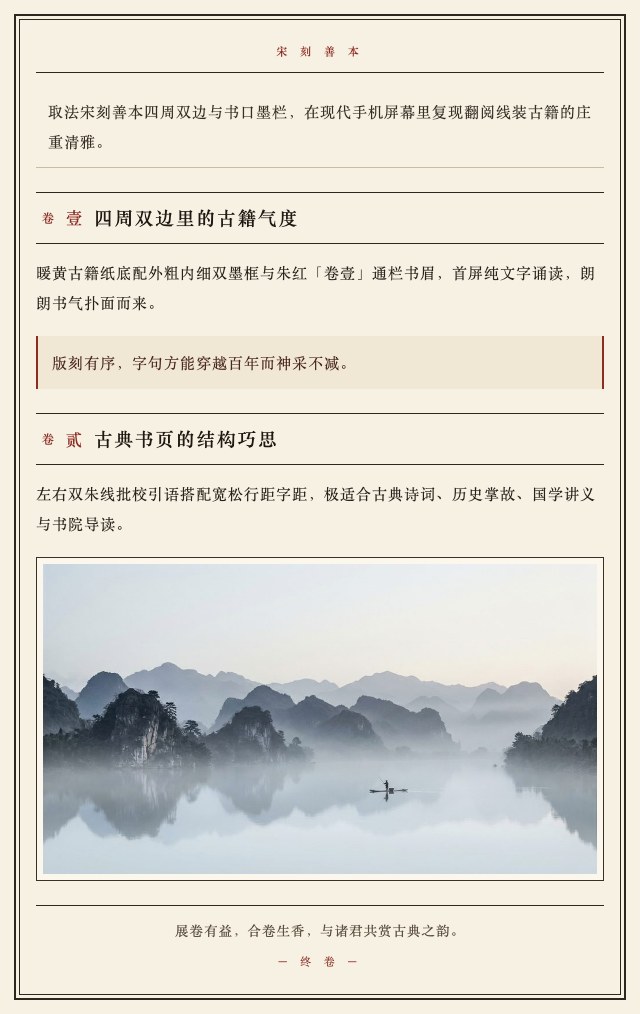 宋刻善本
取法宋刻善本四周双边与书口墨栏，在现代手机屏幕里复现翻阅线装古籍的庄
重清雅。
卷 壹 四周双边里的古籍气度
暖黄古籍纸底配外粗内细双墨框与朱红「卷壹」通栏书眉，首屏纯文字诵读，朗
朗书气扑面而来。
版刻有序，字句方能穿越百年而神采不减。
卷 贰 古典书页的结构巧思
左右双朱线批校引语搭配宽松行距字距，极适合古典诗词、历史掌故、国学讲义
与书院导读。
展卷有益，合卷生香，与诸君共赏古典之韵。
— 终卷 —